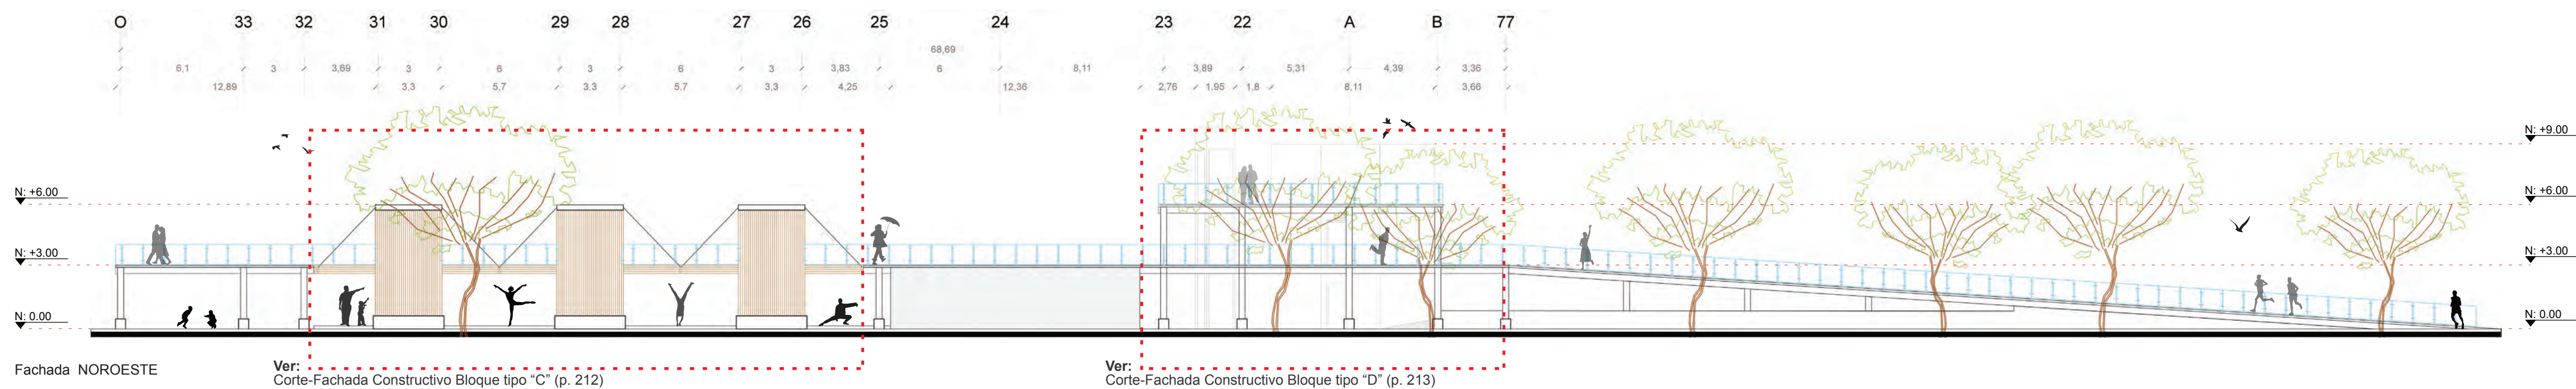 O 33 32 31 30 29 28 27 26 25 24 23 22 A B 77
68,69
6,1 3 3,69 3 6 3 6 3 3,83 6 8,11 3,89 5,31 4,39 3,36
12,89 3,3 5,7 3,3 5,7 3,3 4,25 12,36 2,76 1,95 1,8 8,11 3,66
N: +9.00
N: +6.00 N: +6.00
N: +3.00 N: +3.00
N: 0.00 N: 0.00
Fachada NOROESTE
Ver:
Corte-Fachada Constructivo Bloque tipo “C” (p. 212)
Ver:
Corte-Fachada Constructivo Bloque tipo “D” (p. 213)